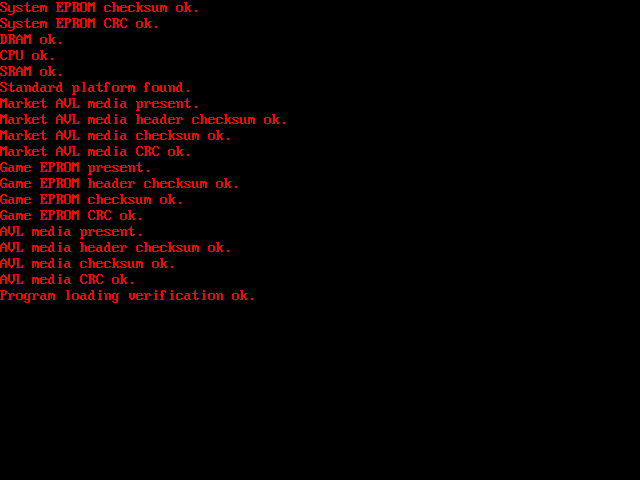 System EPROM checksum ok.
System EPROM CRC ok.
DRAM ok.
CPU ok.
SRAM ok.
Standard platform found.
Market AVL media present.
Market AVL media header checksum ok.
Market AVL media checksum ok.
Market AVL media CRC ok.
Game EPROM present.
Game EPROM header checksum ok.
Game EPROM checksum ok.
Game EPROM CRC ok.
AVL media present.
AVL media header checksum ok.
AVL media checksum ok.
AVL media CRC ok.
Program loading verification ok.